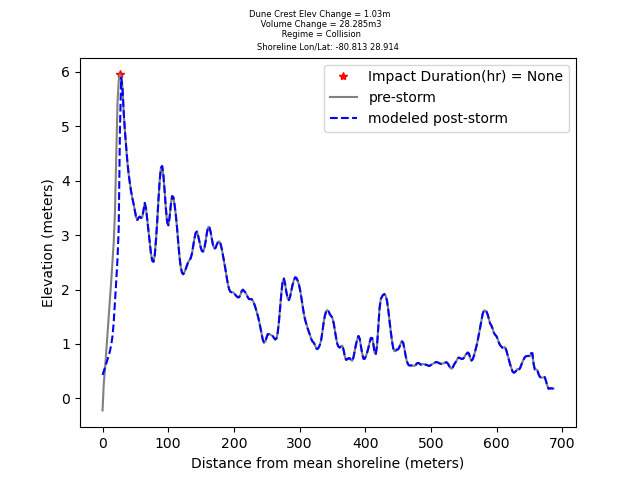 Dune Crest Elev Change = 1.03m
Volume Change = 28.285m3
Regime = Collision
Shoreline Lon/Lat: -80.813 28.914
Impact Duration(hr) = None
pre-storm
modeled post-storm
Elevation (meters)
6
5
4
3
2
1
0
0 100 200 300 400 500 600 700
Distance from mean shoreline (meters)